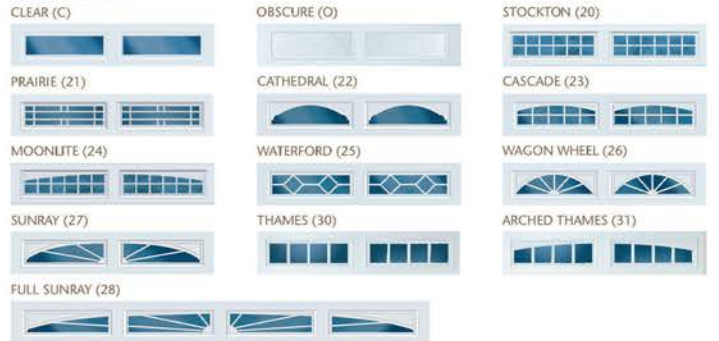 CLEAR (C)
OBSCURE (O)
STOCKTON (20)
PRAIRIE (21)
CATHEDRAL (22)
CASCADE (23)
MOONLITE (24)
WATERFORD (25)
WAGON WHEEL (26)
SUNRAY (27)
THAMES (30)
ARCHED THAMES (31)
FULL SUNRAY (28)